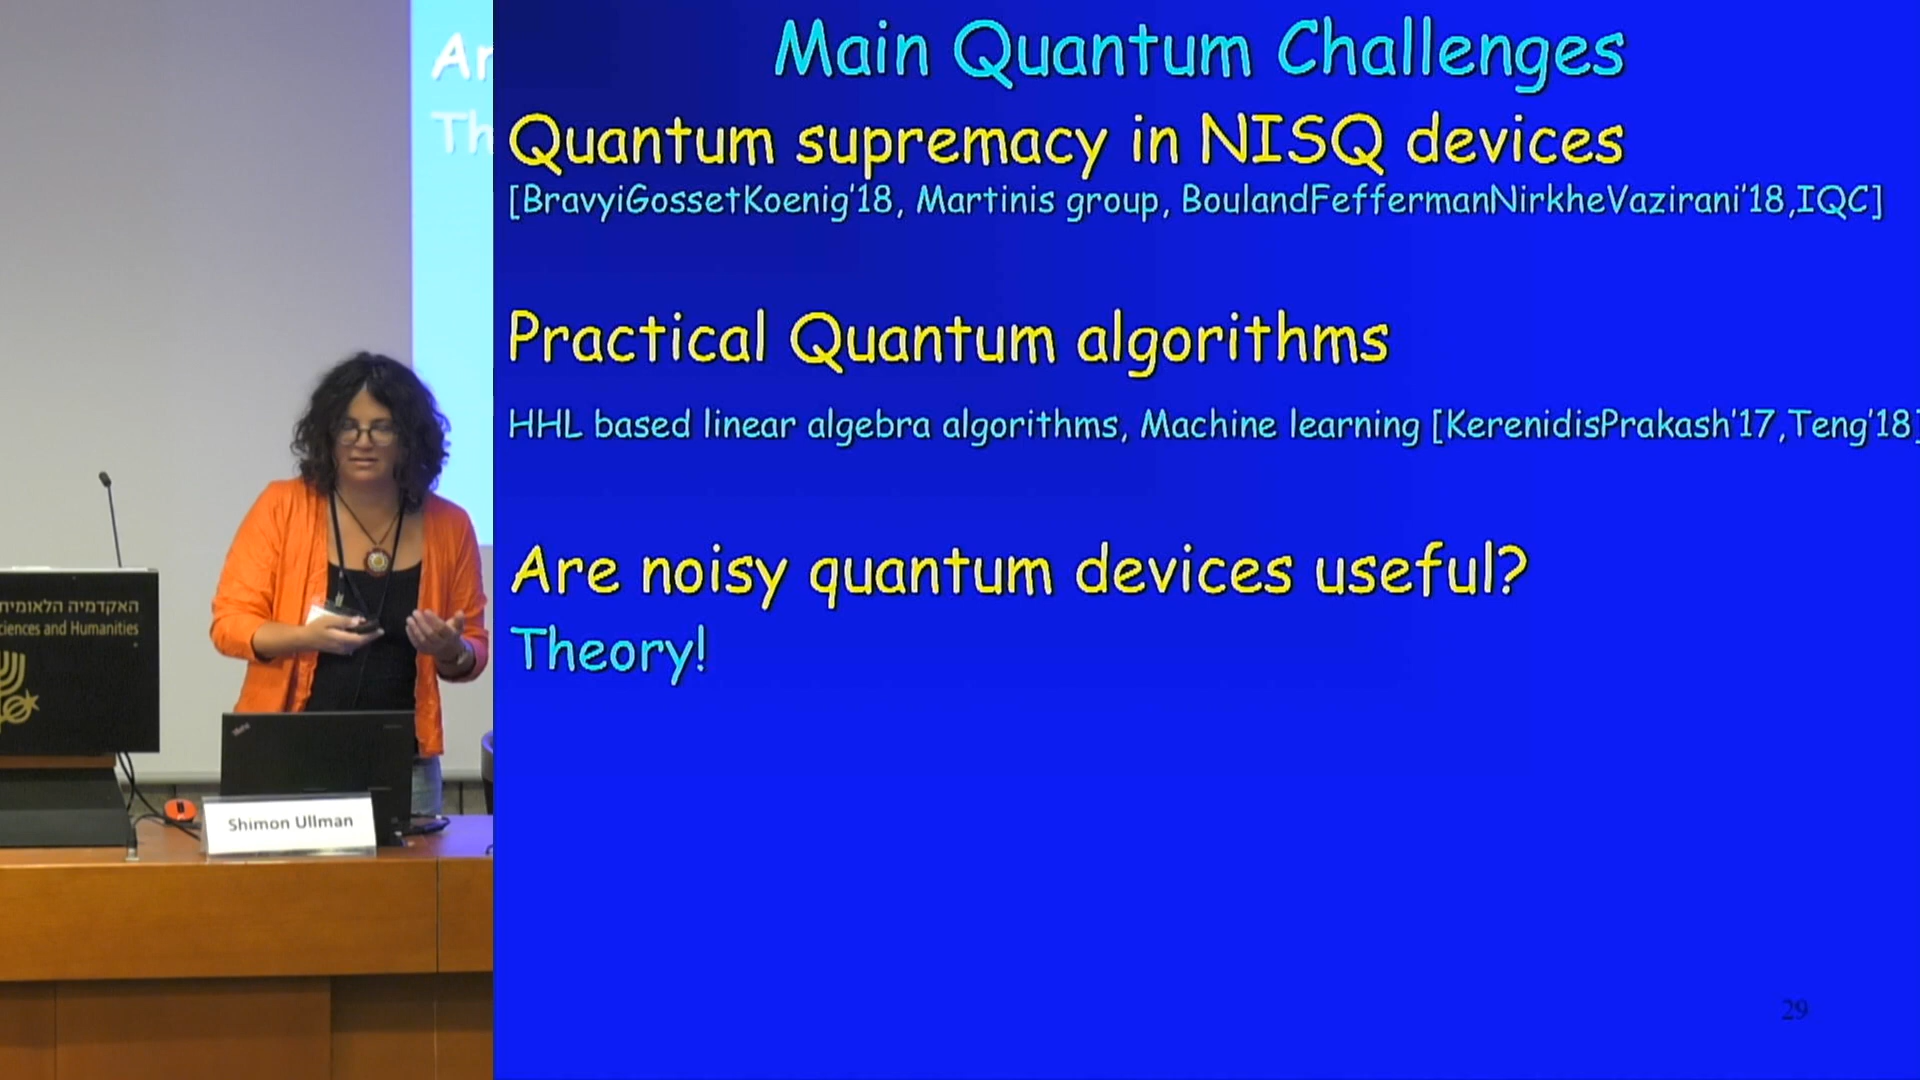 Main Quantum Challenges
Quantum supremacy in NISQ devices
[BravyiGossetKoenig'18, Martinis group, BoulandFeffermanNirkheVazirani'18,IQC]
Practical Quantum algorithms
HHL based linear algebra algorithms, Machine learning [KerenidisPrakash'17,Teng'18]
Are noisy quantum devices useful?
Theory!
29
Ar
Th
האקדמיה הלאומית
ciences and Humanities
Shimon Ullman